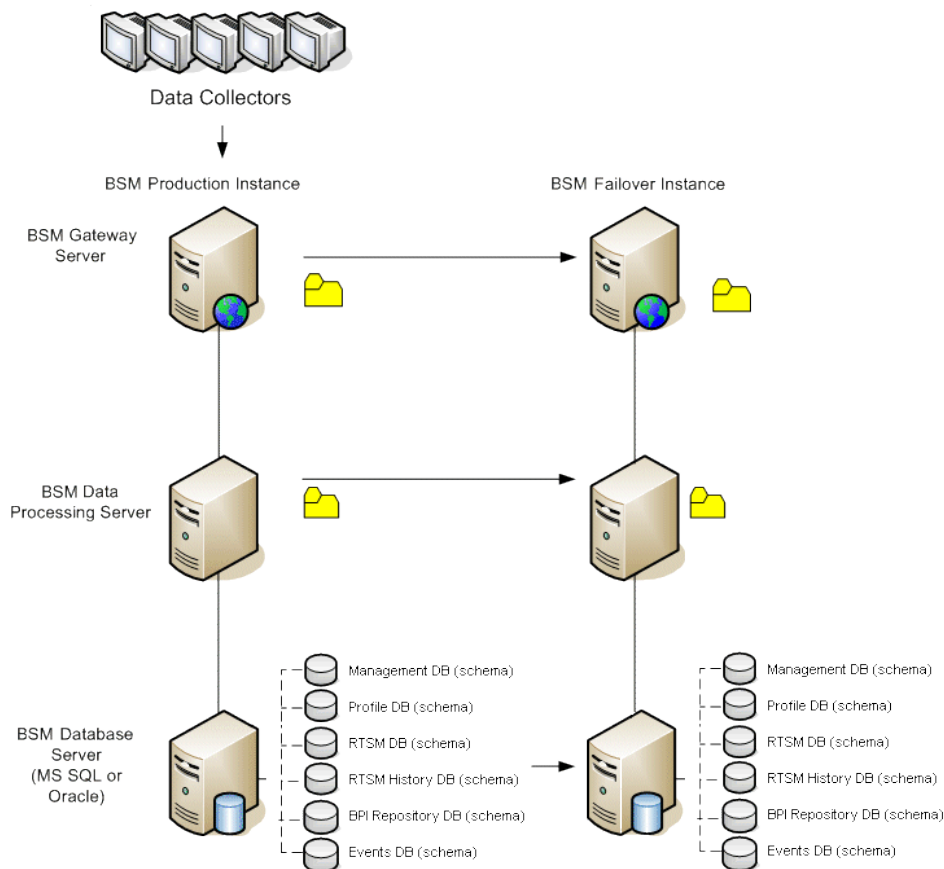 Data Collectors
BSM Production Instance
BSM Failover Instance
BSM Gateway
Server
BSM Data
Processing Server
BSM Database
Server
(MS SQL or
Oracle)
Management DB (schema)
Profile DB (schema)
RTSM DB (schema)
RTSM History DB (schema)
BPI Repository DB (schema)
Events DB (schema)
Management DB (schema)
Profile DB (schema)
RTSM DB (schema)
RTSM History DB (schema)
BPI Repository DB (schema)
Events DB (schema)